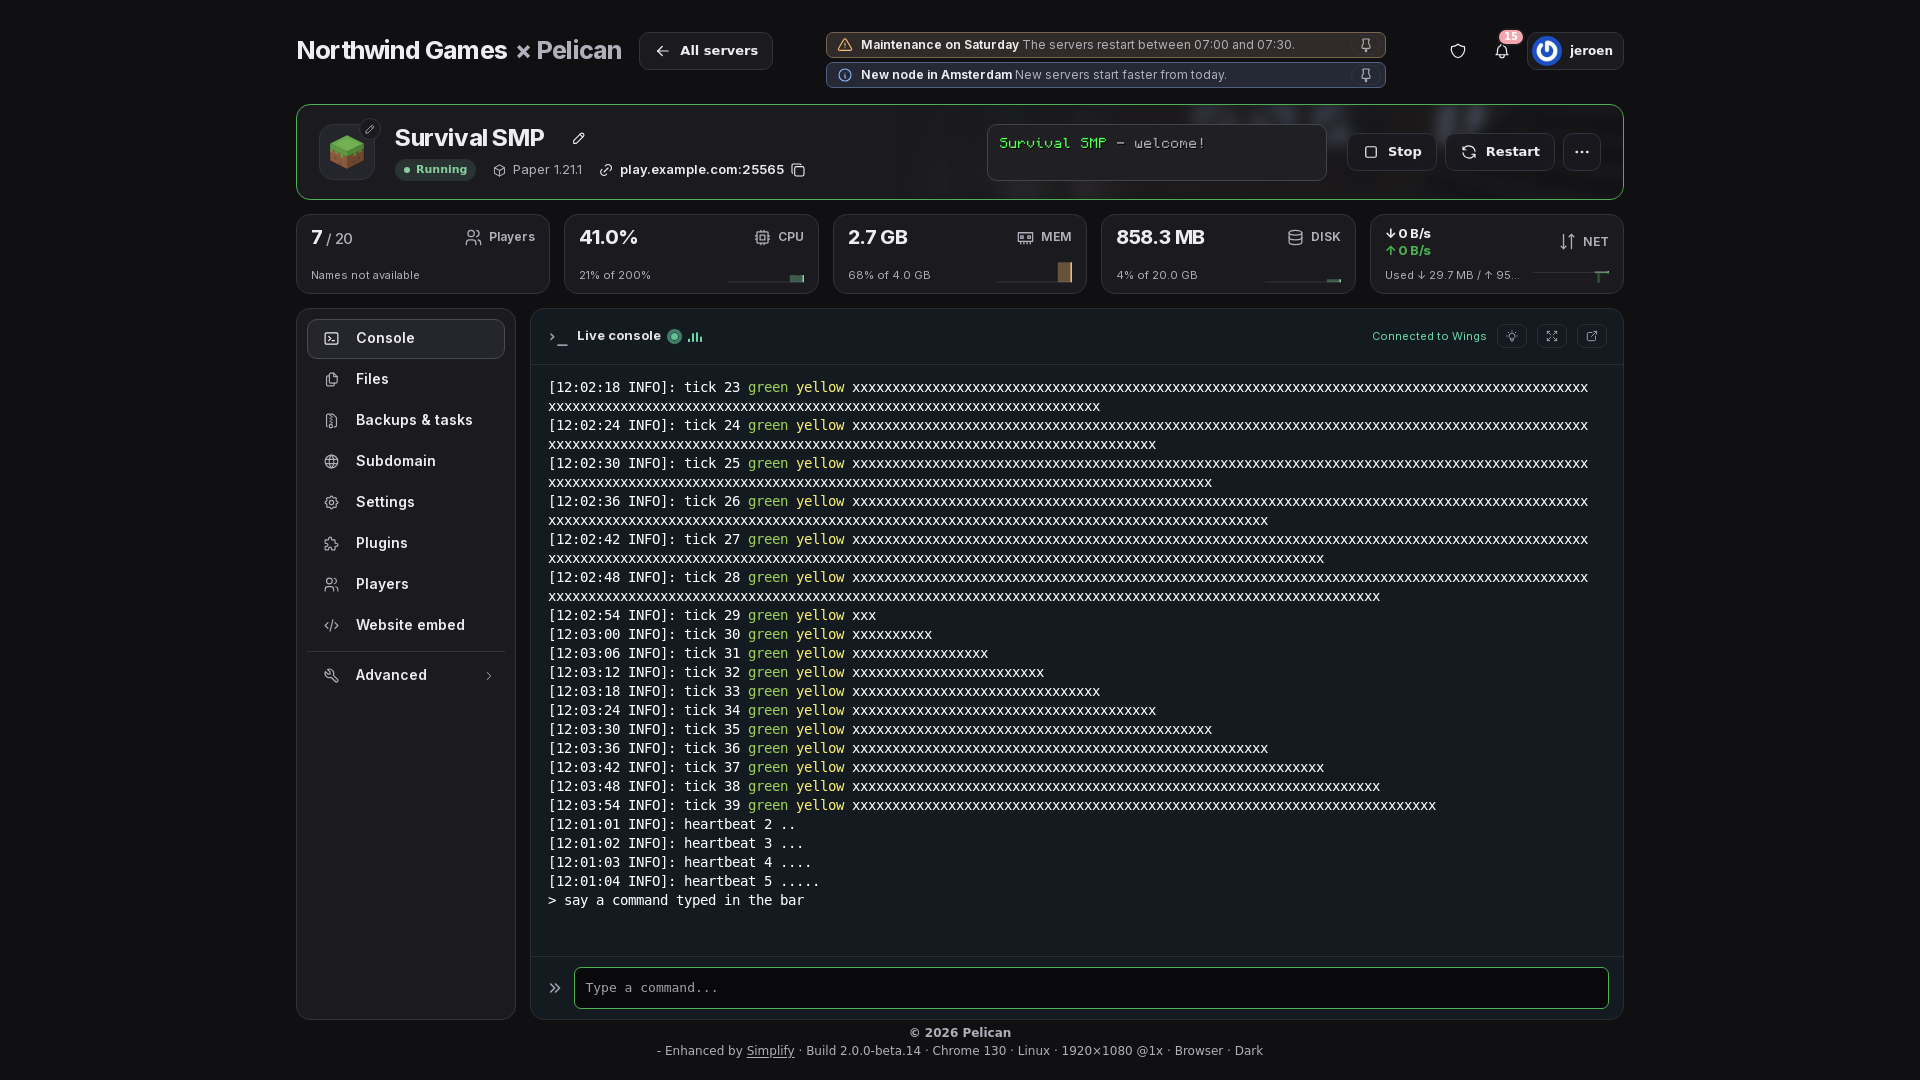 Northwind Games × Pelican
All servers
Maintenance on Saturday The servers restart between 07:00 and 07:30.
New node in Amsterdam New servers start faster from today.
15
jeroen
Survival SMP
Running
Paper 1.21.1
play.example.com:25565
Survival SMP - welcome!
Stop
Restart
7 / 20
Players
Names not available
41.0%
CPU
21% of 200%
2.7 GB
MEM
68% of 4.0 GB
858.3 MB
DISK
4% of 20.0 GB
↓ 0 B/s
↑ 0 B/s
NET
Used ↓ 29.7 MB / ↑ 95...
Console
Files
Backups & tasks
Subdomain
Settings
Plugins
Players
Website embed
Advanced
Live console
Connected to Wings
[12:02:18 INFO]: tick 23 green yellow xxxxxxxxxxxxxxxxxxxxxxxxxxxxxxxxxxxxxxxxxxxxxxxxxxxxxxxxxxxxxxxxxxxxxxxxxxxxxxxxxxxxxxxxxxxx
xxxxxxxxxxxxxxxxxxxxxxxxxxxxxxxxxxxxxxxxxxxxxxxxxxxxxxxxxxxxxxxxxxxxx
[12:02:24 INFO]: tick 24 green yellow xxxxxxxxxxxxxxxxxxxxxxxxxxxxxxxxxxxxxxxxxxxxxxxxxxxxxxxxxxxxxxxxxxxxxxxxxxxxxxxxxxxxxxxxxxxx
xxxxxxxxxxxxxxxxxxxxxxxxxxxxxxxxxxxxxxxxxxxxxxxxxxxxxxxxxxxxxxxxxxxxxxxxxxxx
[12:02:30 INFO]: tick 25 green yellow xxxxxxxxxxxxxxxxxxxxxxxxxxxxxxxxxxxxxxxxxxxxxxxxxxxxxxxxxxxxxxxxxxxxxxxxxxxxxxxxxxxxxxxxxxxx
xxxxxxxxxxxxxxxxxxxxxxxxxxxxxxxxxxxxxxxxxxxxxxxxxxxxxxxxxxxxxxxxxxxxxxxxxxxxxxxxxxx
[12:02:36 INFO]: tick 26 green yellow xxxxxxxxxxxxxxxxxxxxxxxxxxxxxxxxxxxxxxxxxxxxxxxxxxxxxxxxxxxxxxxxxxxxxxxxxxxxxxxxxxxxxxxxxxxx
xxxxxxxxxxxxxxxxxxxxxxxxxxxxxxxxxxxxxxxxxxxxxxxxxxxxxxxxxxxxxxxxxxxxxxxxxxxxxxxxxxxxxxxxxx
[12:02:42 INFO]: tick 27 green yellow xxxxxxxxxxxxxxxxxxxxxxxxxxxxxxxxxxxxxxxxxxxxxxxxxxxxxxxxxxxxxxxxxxxxxxxxxxxxxxxxxxxxxxxxxxxx
xxxxxxxxxxxxxxxxxxxxxxxxxxxxxxxxxxxxxxxxxxxxxxxxxxxxxxxxxxxxxxxxxxxxxxxxxxxxxxxxxxxxxxxxxxxxxxxxx
[12:02:48 INFO]: tick 28 green yellow xxxxxxxxxxxxxxxxxxxxxxxxxxxxxxxxxxxxxxxxxxxxxxxxxxxxxxxxxxxxxxxxxxxxxxxxxxxxxxxxxxxxxxxxxxxx
xxxxxxxxxxxxxxxxxxxxxxxxxxxxxxxxxxxxxxxxxxxxxxxxxxxxxxxxxxxxxxxxxxxxxxxxxxxxxxxxxxxxxxxxxxxxxxxxxxxxxxxx
[12:02:54 INFO]: tick 29 green yellow xxx
[12:03:00 INFO]: tick 30 green yellow xxxxxxxxxx
[12:03:06 INFO]: tick 31 green yellow xxxxxxxxxxxxxxxxx
[12:03:12 INFO]: tick 32 green yellow xxxxxxxxxxxxxxxxxxxxxxxx
[12:03:18 INFO]: tick 33 green yellow xxxxxxxxxxxxxxxxxxxxxxxxxxxxxxx
[12:03:24 INFO]: tick 34 green yellow xxxxxxxxxxxxxxxxxxxxxxxxxxxxxxxxxxxxxx
[12:03:30 INFO]: tick 35 green yellow xxxxxxxxxxxxxxxxxxxxxxxxxxxxxxxxxxxxxxxxxxxxx
[12:03:36 INFO]: tick 36 green yellow xxxxxxxxxxxxxxxxxxxxxxxxxxxxxxxxxxxxxxxxxxxxxxxxxxxx
[12:03:42 INFO]: tick 37 green yellow xxxxxxxxxxxxxxxxxxxxxxxxxxxxxxxxxxxxxxxxxxxxxxxxxxxxxxxxxxx
[12:03:48 INFO]: tick 38 green yellow xxxxxxxxxxxxxxxxxxxxxxxxxxxxxxxxxxxxxxxxxxxxxxxxxxxxxxxxxxxxxxxxxx
[12:03:54 INFO]: tick 39 green yellow xxxxxxxxxxxxxxxxxxxxxxxxxxxxxxxxxxxxxxxxxxxxxxxxxxxxxxxxxxxxxxxxxxxxxxxxx
[12:01:01 INFO]: heartbeat 2 ..
[12:01:02 INFO]: heartbeat 3 ...
[12:01:03 INFO]: heartbeat 4 ....
[12:01:04 INFO]: heartbeat 5 .....
> say a command typed in the bar
Type a command...
© 2026 Pelican
- Enhanced by Simplify · Build 2.0.0-beta.14 · Chrome 130 · Linux · 1920×1080 @1x · Browser · Dark